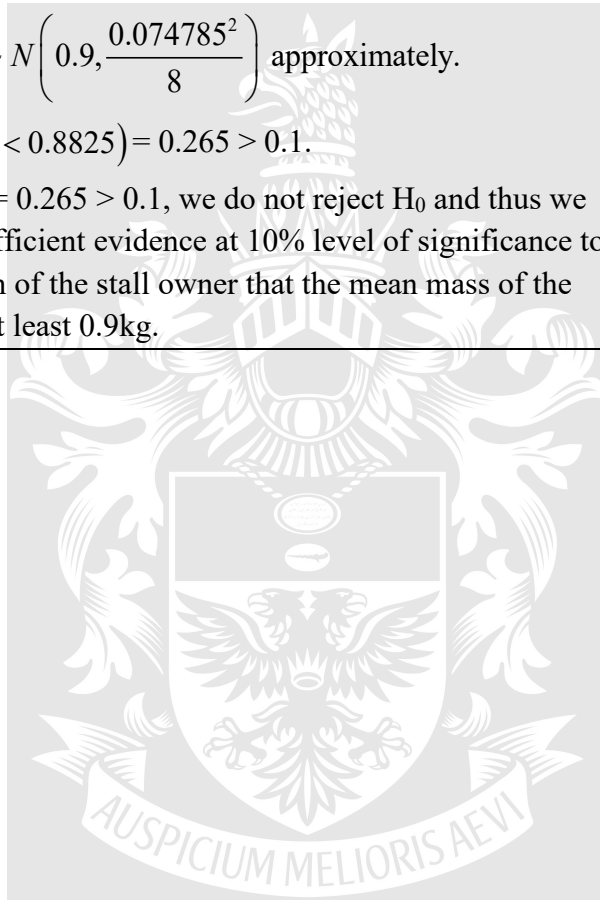 N(0.9, 0.074785²/8) approximately.
< 0.8825) = 0.265 > 0.1.
= 0.265 > 0.1, we do not reject H₀ and thus we
fficient evidence at 10% level of significance to
of the stall owner that the mean mass of the
t least 0.9kg.
AUSPICIUM MELIORIS AEVI